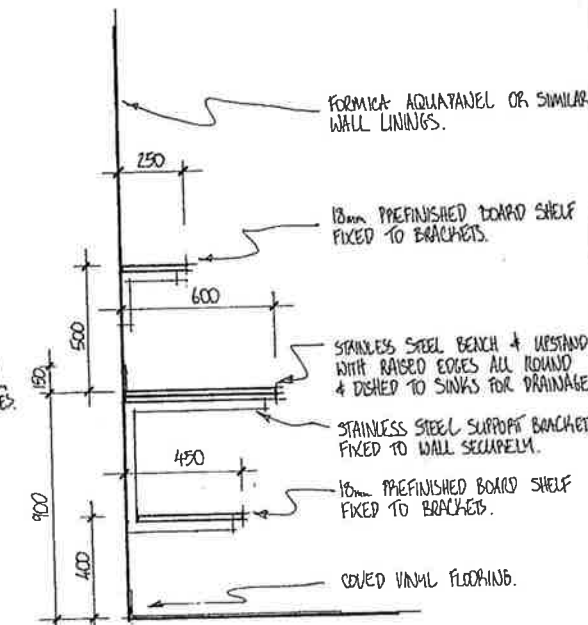 FORMICA AQUAPANEL OR SIMILAR
WALL LININGS.
250
18mm PREFINISHED BOARD SHELF
FIXED TO BRACKETS.
600
500
STAINLESS STEEL BENCH & UPSTAND
WITH RAISED EDGES ALL ROUND
& DISHED TO SINKS FOR DRAINAGE
150
STAINLESS STEEL SUPPORT BRACKET
FIXED TO WALL SECURELY.
450
18mm PREFINISHED BOARD SHELF
FIXED TO BRACKETS.
900
400
COVED VINYL FLOORING.